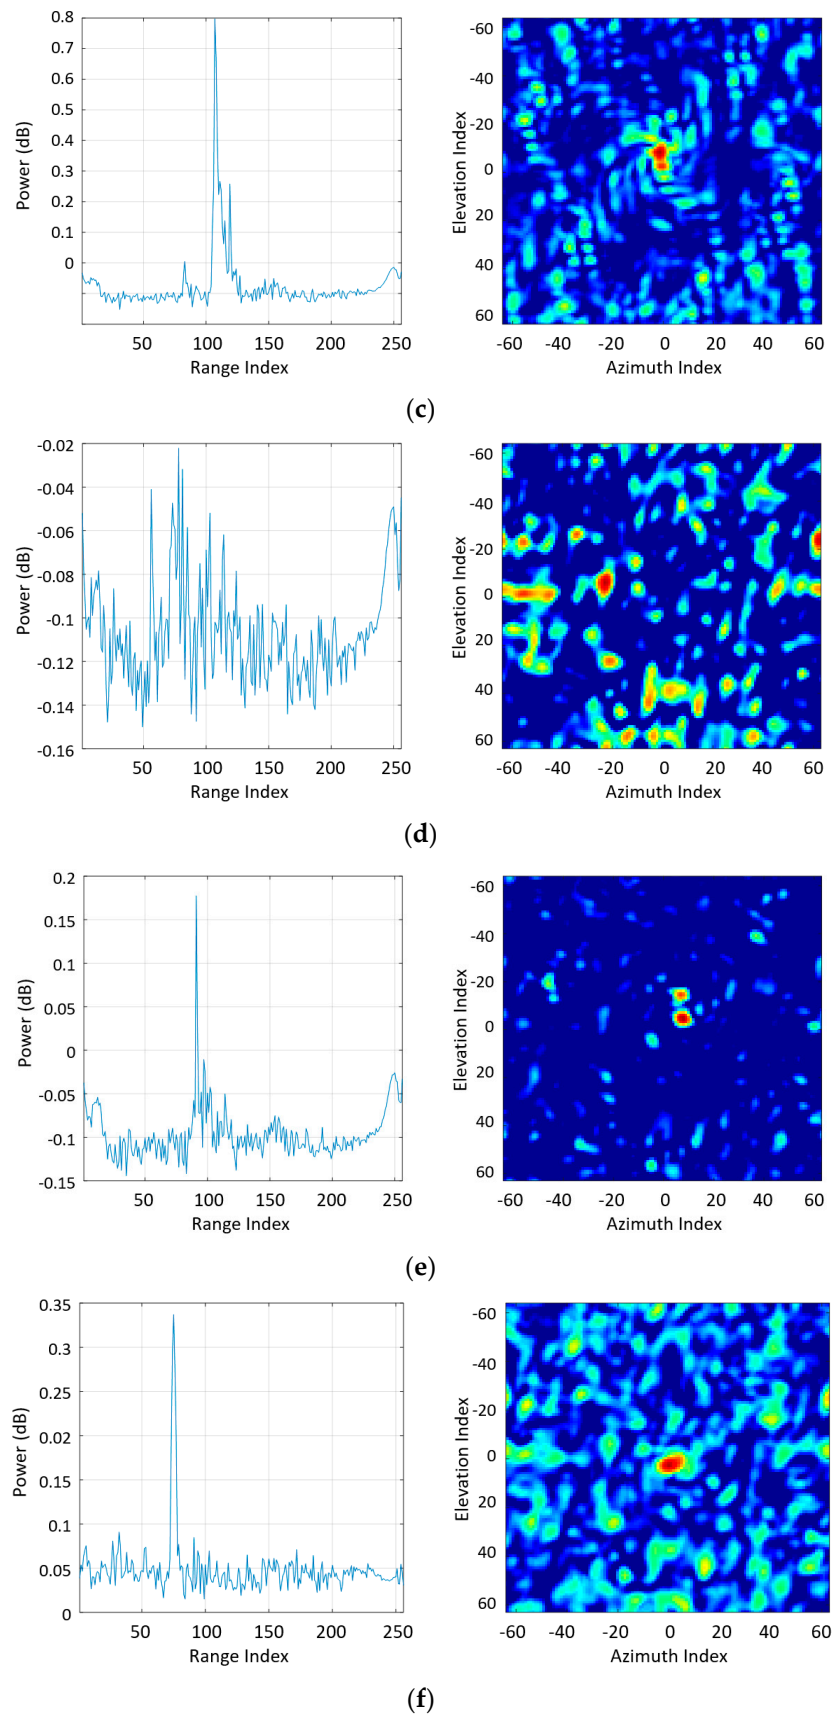 0.8
0.8
0.7
0.6
0.4
0.3
0.2
0.1
0
Power (dB)
50 100 150 200 250
Range Index
-60
-40
-20
0
20
40
60
Elevation Index
-60 -40 -20 0 20 40 60
Azimuth Index
(c)
-0.02
-0.04
-0.06
-0.08
-0.1
-0.12
-0.14
-0.16
Power (dB)
50 100 150 200 250
Range Index
-60
-40
-20
0
20
40
60
Elevation Index
-60 -40 -20 0 20 40 60
Azimuth Index
(d)
0.2
0.15
0.1
0.05
0
-0.05
-0.1
-0.15
Power (dB)
50 100 150 200 250
Range Index
-60
-40
-20
0
20
40
60
Elevation Index
-60 -40 -20 0 20 40 60
Azimuth Index
(e)
0.35
0.3
0.25
0.02
0.15
0.1
0.05
0
Power (dB)
50 100 150 200 250
Range Index
-60
-40
-20
0
20
40
60
Elevation Index
-60 -40 -20 0 20 40 60
Azimuth Index
(f)